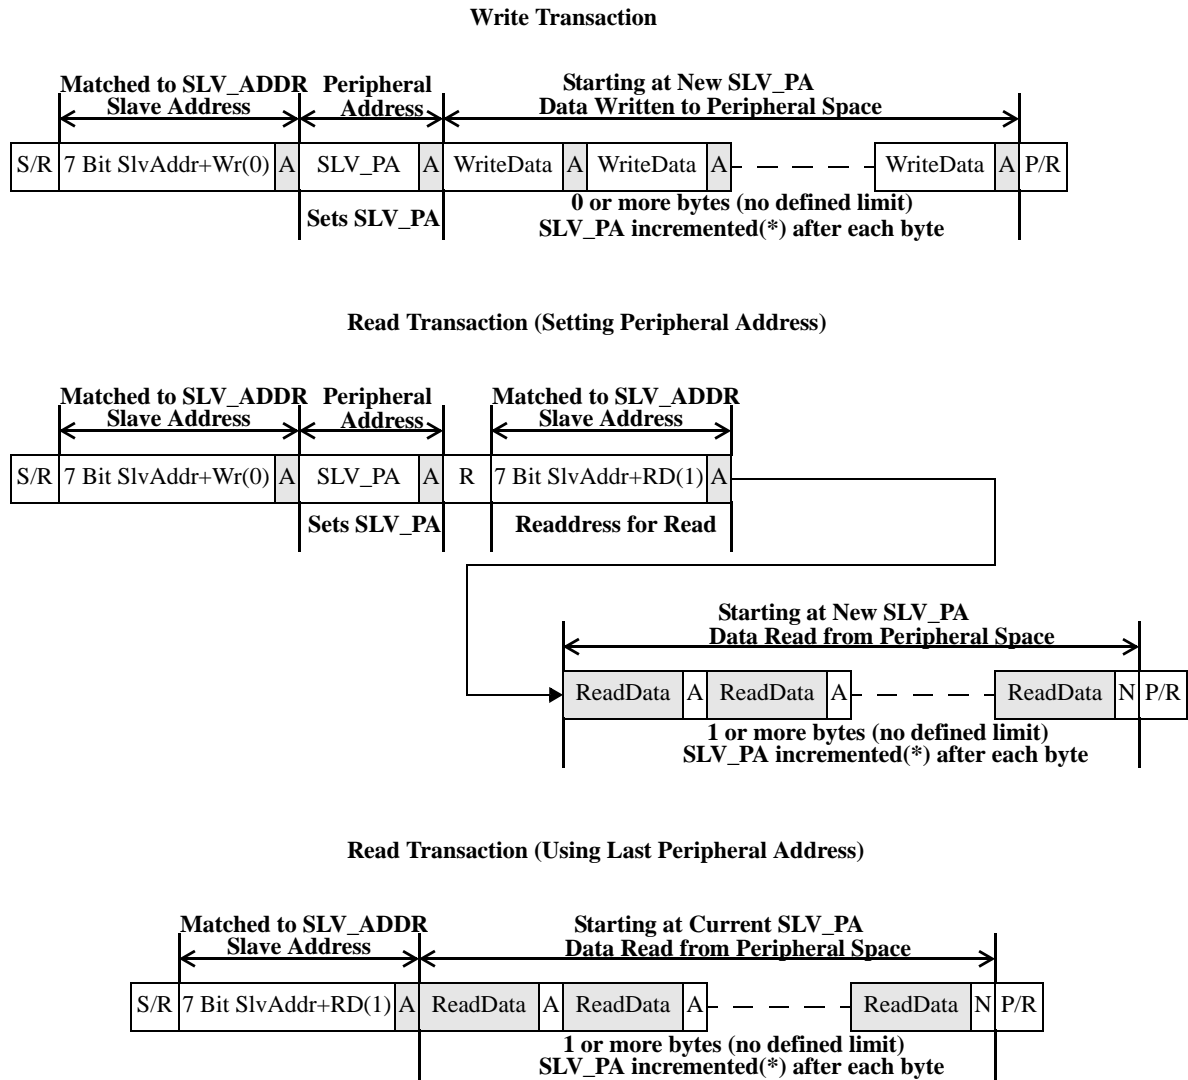 Write Transaction
Matched to SLV_ADDR Peripheral Starting at New SLV_PA
Slave Address Address Data Written to Peripheral Space
S/R 7 Bit SlvAddr+Wr(0) A SLV_PA A WriteData A WriteData A WriteData A P/R
0 or more bytes (no defined limit)
Sets SLV_PA SLV_PA incremented(*) after each byte
Read Transaction (Setting Peripheral Address)
Matched to SLV_ADDR Peripheral Matched to SLV_ADDR
Slave Address Address Slave Address
S/R 7 Bit SlvAddr+Wr(0) A SLV_PA A R 7 Bit SlvAddr+RD(1) A
Sets SLV_PA Readdress for Read
Starting at New SLV_PA
Data Read from Peripheral Space
ReadData A ReadData A ReadData N P/R
1 or more bytes (no defined limit)
SLV_PA incremented(*) after each byte
Read Transaction (Using Last Peripheral Address)
Matched to SLV_ADDR Starting at Current SLV_PA
Slave Address Data Read from Peripheral Space
S/R 7 Bit SlvAddr+RD(1) A ReadData A ReadData A ReadData N P/R
1 or more bytes (no defined limit)
SLV_PA incremented(*) after each byte